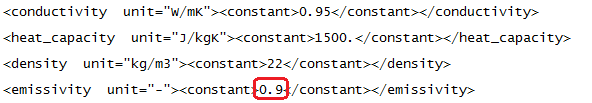 <conductivity unit="W/mK"><constant>0.95</constant></conductivity>
<heat_capacity unit="J/kgK"><constant>1500.</constant></heat_capacity>
<density unit="kg/m3"><constant>22</constant></density>
<emissivity unit="-"><constant>0.9</constant></emissivity>